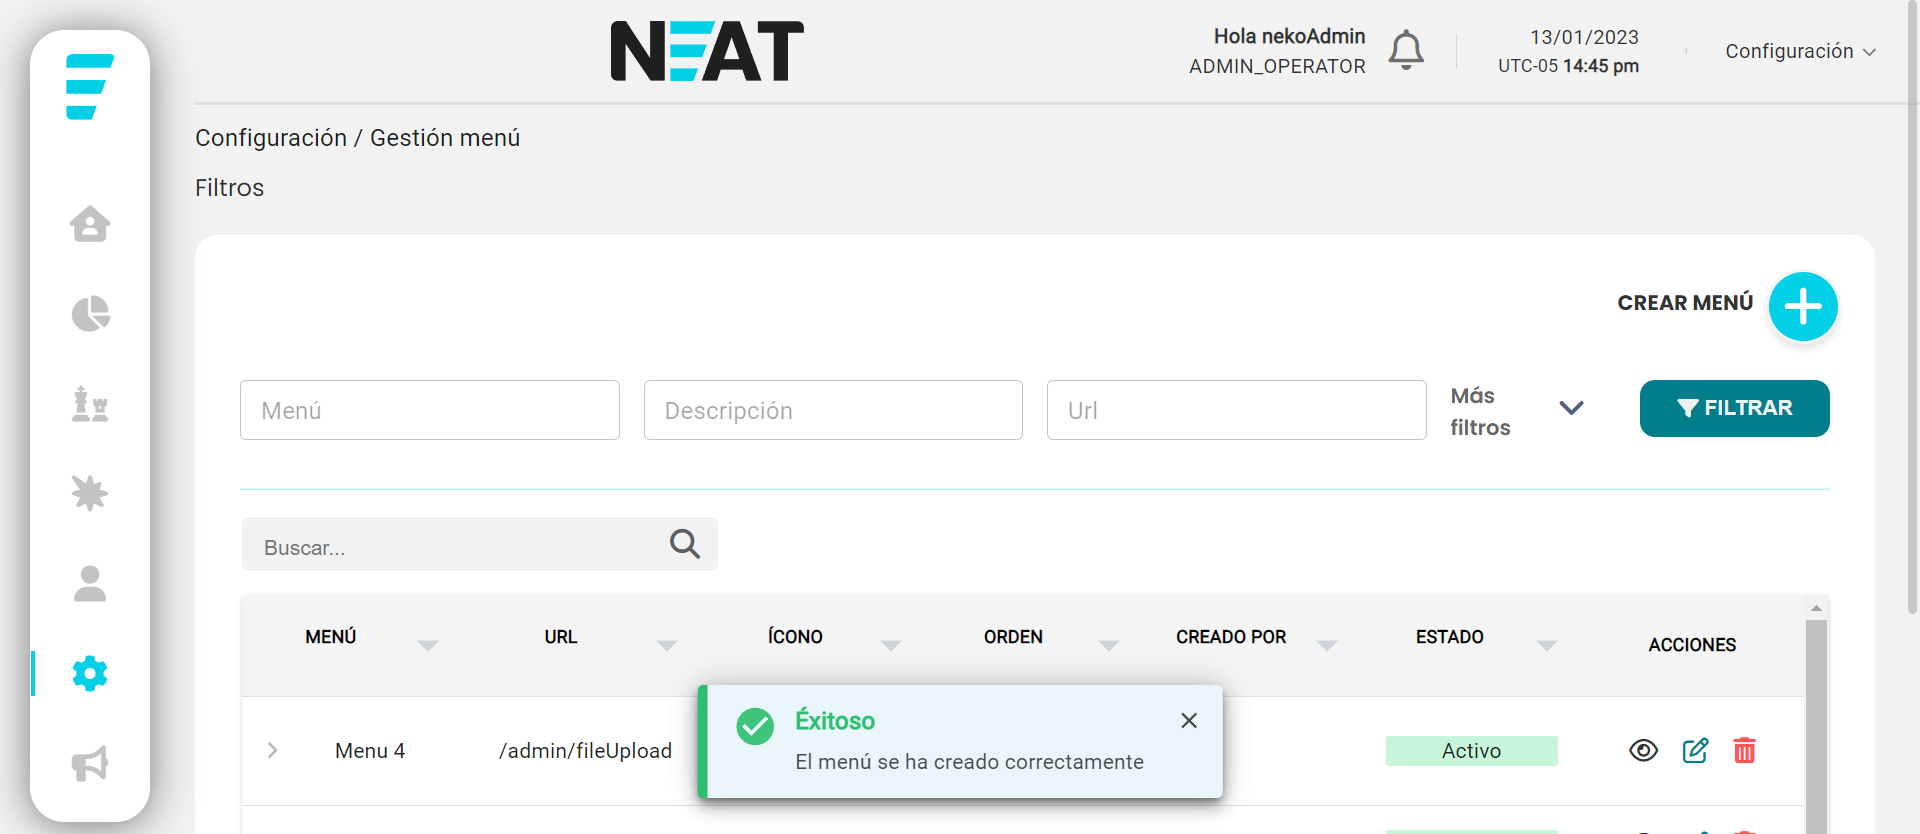 NEAT
Hola nekoAdmin
ADMIN_OPERATOR
13/01/2023
UTC-05 14:45 pm
Configuración
Configuración / Gestión menú
Filtros
CREAR MENÚ
Menú
Descripción
Url
Más
filtros
FILTRAR
Buscar...
MENÚ
URL
ÍCONO
ORDEN
CREADO POR
ESTADO
ACCIONES
Menu 4
/admin/fileUpload
Activo
Éxitoso
El menú se ha creado correctamente